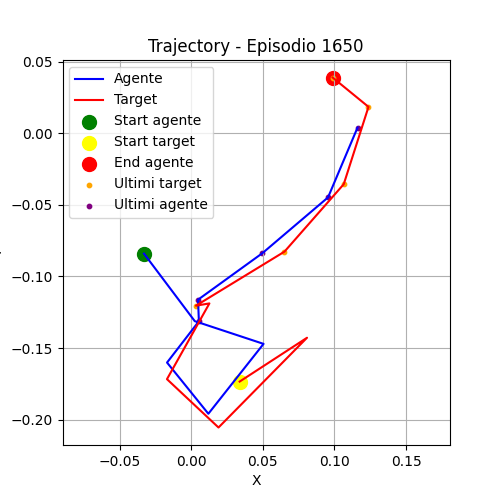 Trajectory - Episodio 1650
Agente
Target
Start agente
Start target
End agente
Ultimi target
Ultimi agente
0.05
0.00
−0.05
−0.10
−0.15
−0.20
−0.05
0.00
0.05
0.10
0.15
X